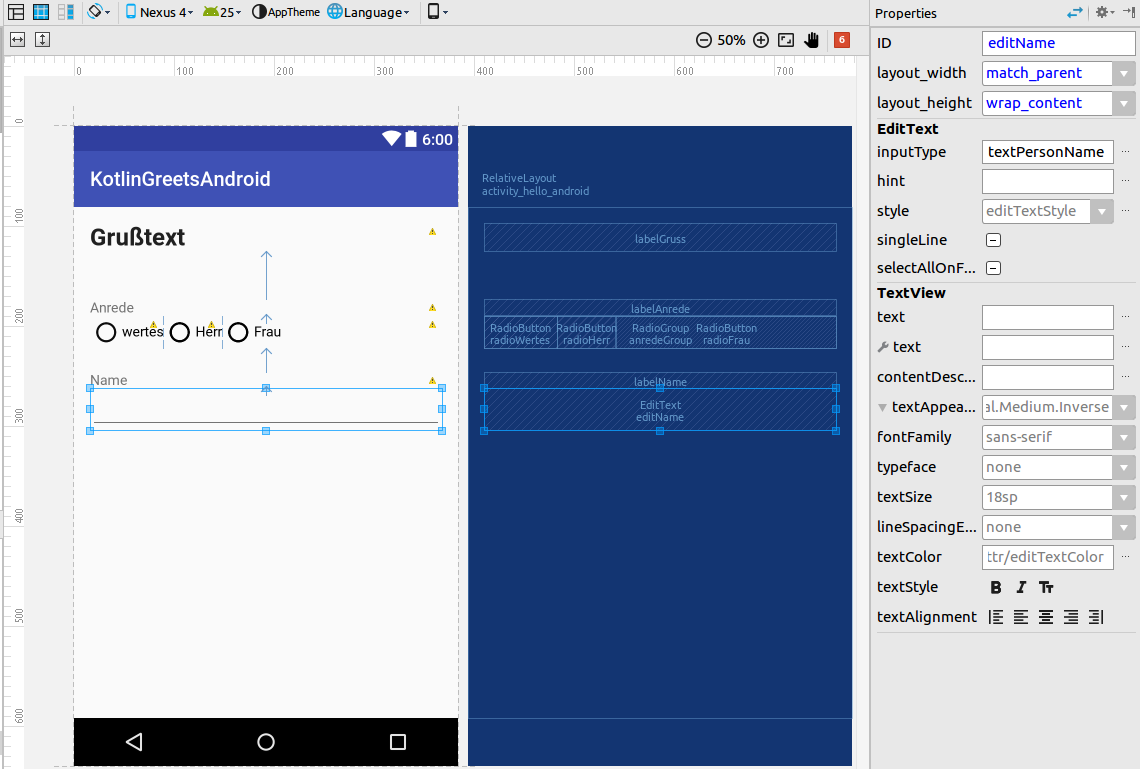 Nexus 4 25 AppTheme Language
50% 6
0 100 200 300 400 500 600 700
0
100
200
300
400
500
600
6:00
KotlinGreetsAndroid
Grußtext
Anrede
wertes Herr Frau
Name
RelativeLayout
activity_hello_android
labelGruss
labelAnrede
RadioButton RadioButton RadioGroup RadioButton
radioWertes radioHerr anredeGroup radioFrau
labelName
EditText
editName
Properties
ID editName
layout_width match_parent
layout_height wrap_content
EditText
inputType textPersonName
hint
style editTextStyle
singleLine
selectAllOnF...
TextView
text
text
contentDesc...
textAppea... al.Medium.Inverse
fontFamily sans-serif
typeface none
textSize 18sp
lineSpacingE... none
textColor ttr/editTextColor
textStyle B I Tт
textAlignment